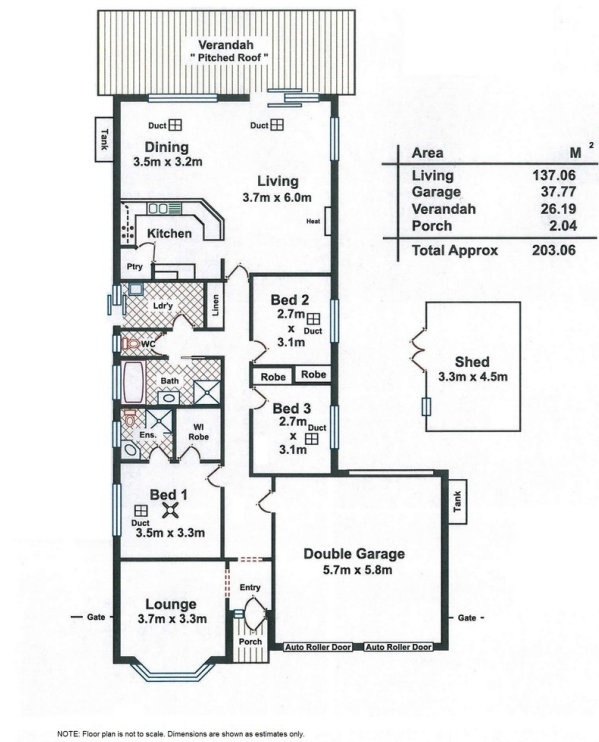 Verandah
" Pitched Roof "
Tank
Duct
Duct
Dining
3.5m x 3.2m
Living
3.7m x 6.0m
Heat
Kitchen
Ptry
Area M 2
Living 137.06
Garage 37.77
Verandah 26.19
Porch 2.04
Total Approx 203.06
Ldr'y
Linen
Bed 2
2.7m
x
3.1m
Duct
WC
Bath
Robe
Robe
Shed
3.3m x 4.5m
Bed 3
2.7m
x
3.1m
Duct
Ens.
WI
Robe
Bed 1
Duct
3.5m x 3.3m
Tank
Double Garage
5.7m x 5.8m
Entry
Lounge
3.7m x 3.3m
Gate
Gate
Porch
Auto Roller Door
Auto Roller Door
NOTE: Floor plan is not to scale. Dimensions are shown as estimates only.